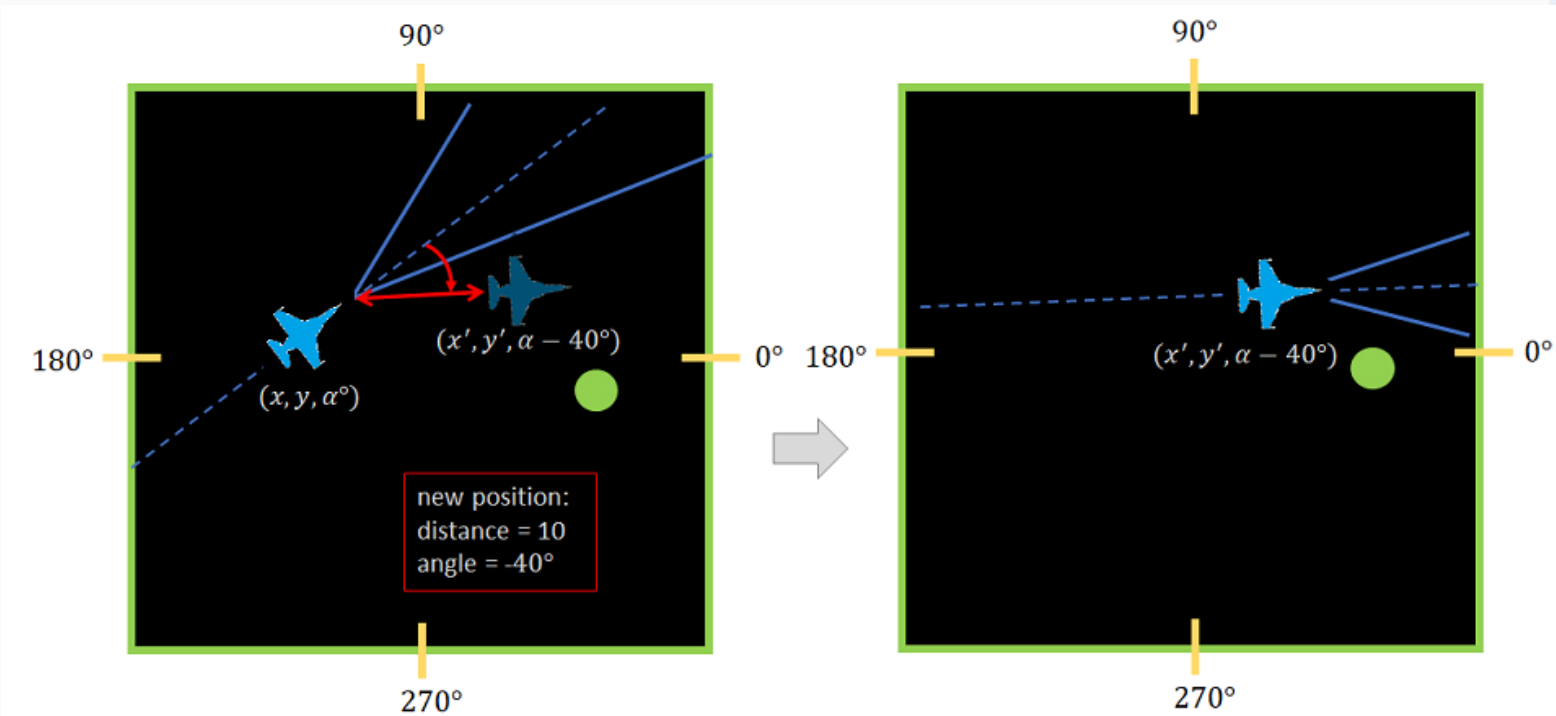 90°
180°
0°
(x, y, α°)
(x′, y′, α − 40°)
new position:
distance = 10
angle = -40°
270°
90°
180°
0°
(x′, y′, α − 40°)
270°